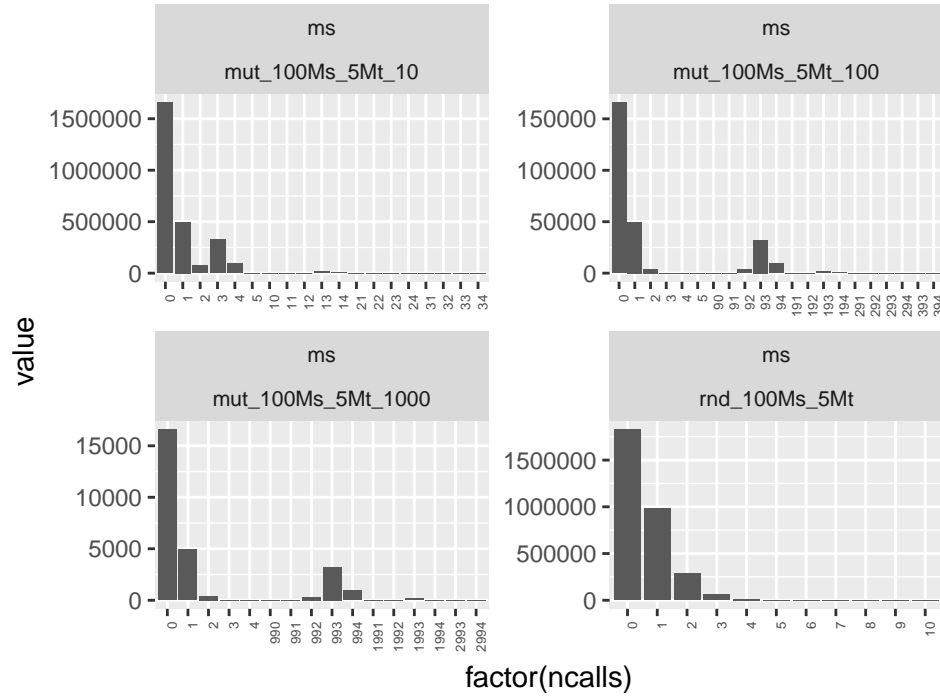 ms
mut_100Ms_5Mt_10
1500000
1000000
500000
0
0 1 2 3 4 5 10 11 12 13 14 21 22 23 24 31 32 33 34
ms
mut_100Ms_5Mt_100
150000
100000
50000
0
0 1 2 3 4 5 90 91 92 93 94 191 192 193 194 291 292 293 294 393 394
value
ms
mut_100Ms_5Mt_1000
15000
10000
5000
0
0 1 2 3 4 990 991 992 993 994 1991 1992 1993 1994 2993 2994
ms
rnd_100Ms_5Mt
1500000
1000000
500000
0
0 1 2 3 4 5 6 7 8 9 10
factor(ncalls)